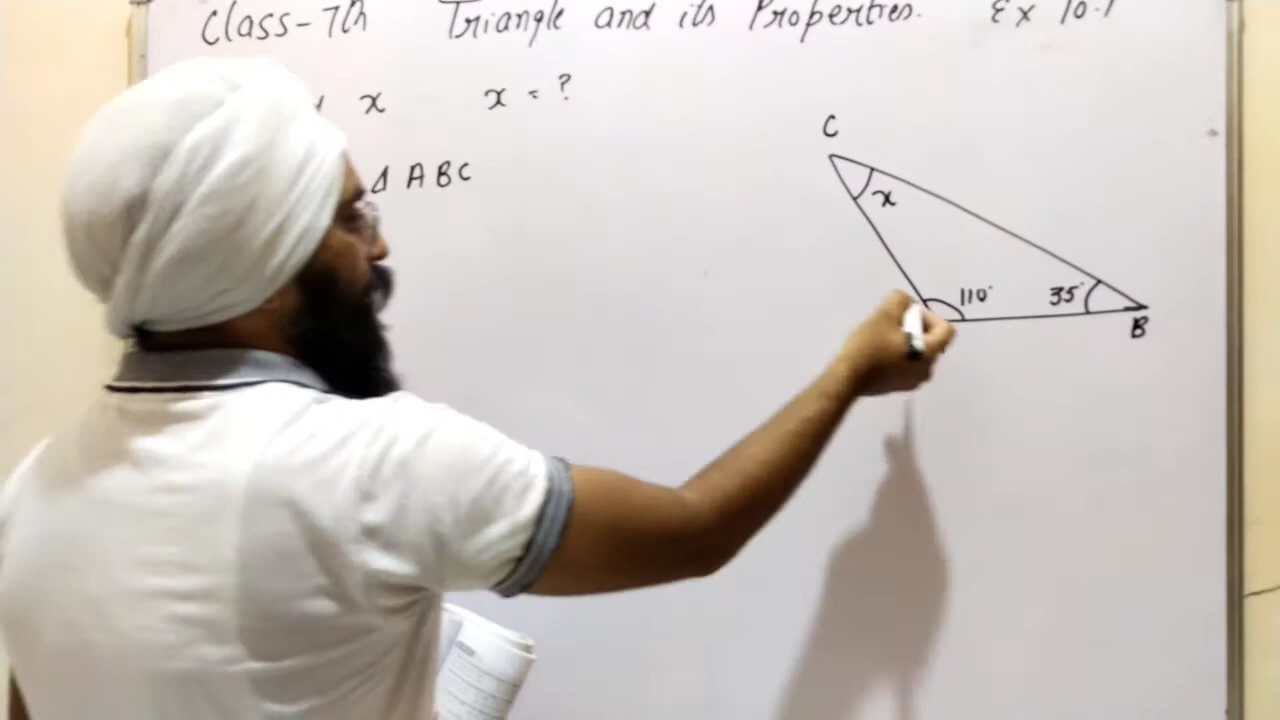 Class-7th Triangle and its Properties. Ex 10.1
x x = ?
Δ ABC
C
x
110°
35°
B